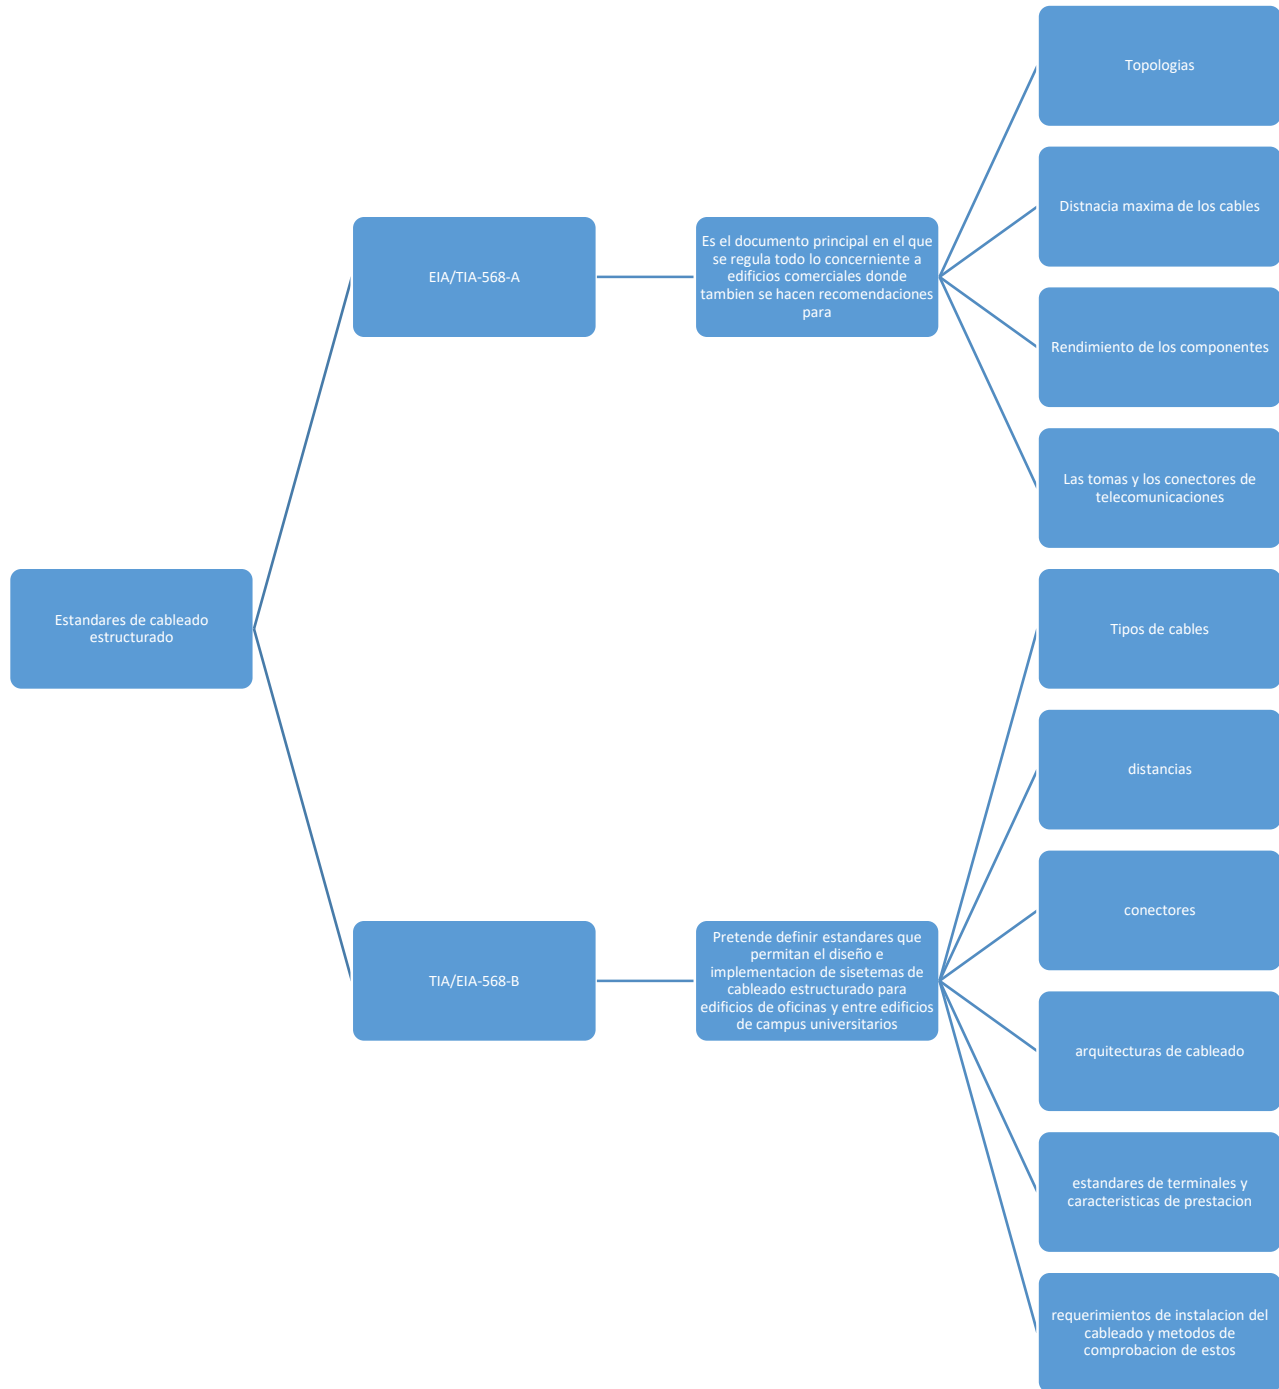 Estandares de cableado
estructurado
EIA/TIA-568-A
Es el documento principal en el que
se regula todo lo concerniente a
edificios comerciales donde
tambien se hacen recomendaciones
para
Topologias
Distnacia maxima de los cables
Rendimiento de los componentes
Las tomas y los conectores de
telecomunicaciones
TIA/EIA-568-B
Pretende definir estandares que
permitan el diseño e
implementacion de sisetemas de
cableado estructurado para
edificios de oficinas y entre edificios
de campus universitarios
Tipos de cables
distancias
conectores
arquitecturas de cableado
estandares de terminales y
caracteristicas de prestacion
requerimientos de instalacion del
cableado y metodos de
comprobacion de estos